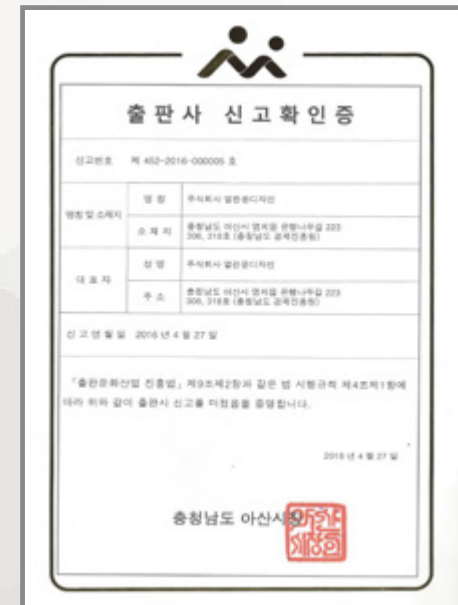 출판사 신고확인증
신고번호 제 452-2016-000005 호
명칭 및 소재지
명 칭 주식회사 열린문디자인
소 재 지 충청남도 아산시 염치읍 은행나무길 223
306, 318호 (충청남도 경제진흥원)
대 표 자
성 명 주식회사 열린문디자인
주 소 충청남도 아산시 염치읍 은행나무길 223
306, 318호 (충청남도 경제진흥원)
신 고 연 월 일 2016 년 4 월 27 일
「출판문화산업 진흥법」 제9조제2항과 같은 법 시행규칙 제4조제1항에
따라 위와 같이 출판사 신고를 마쳤음을 증명합니다.
2016 년 4 월 27 일
충청남도 아산시장